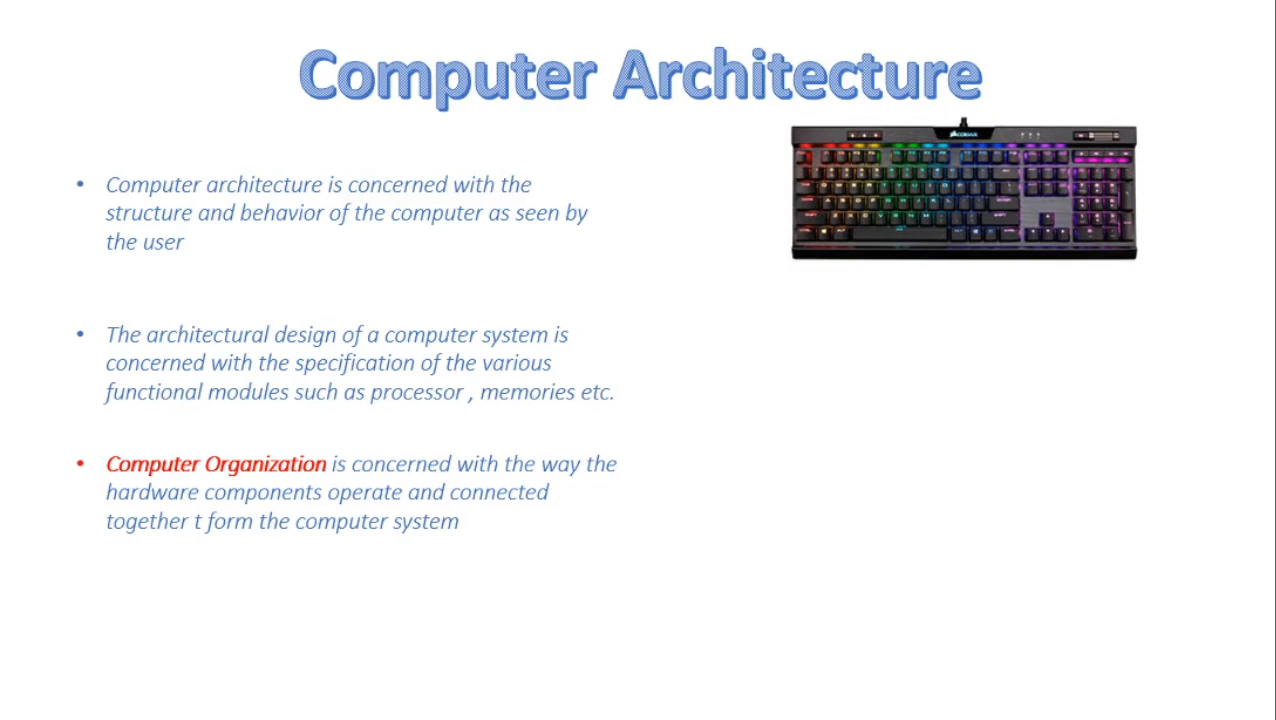 Computer Architecture
• Computer architecture is concerned with the
structure and behavior of the computer as seen by
the user
• The architectural design of a computer system is
concerned with the specification of the various
functional modules such as processor , memories etc.
• Computer Organization is concerned with the way the
hardware components operate and connected
together t form the computer system